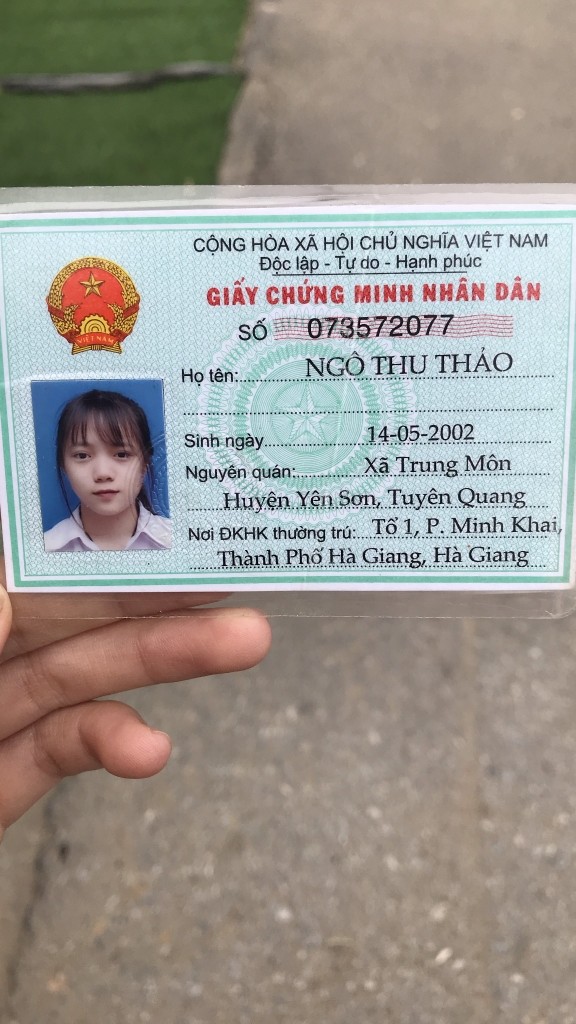 CỘNG HÒA XÃ HỘI CHỦ NGHĨA VIỆT NAM
Độc lập - Tự do - Hạnh phúc
GIẤY CHỨNG MINH NHÂN DÂN
SỐ 073572077
VIỆT NAM
Họ tên: NGÔ THU THẢO
Sinh ngày 14-05-2002
Nguyên quán: Xã Trung Môn
Huyện Yên Sơn, Tuyên Quang
Nơi ĐKHK thường trú: Tổ 1, P. Minh Khai,
Thành Phố Hà Giang, Hà Giang